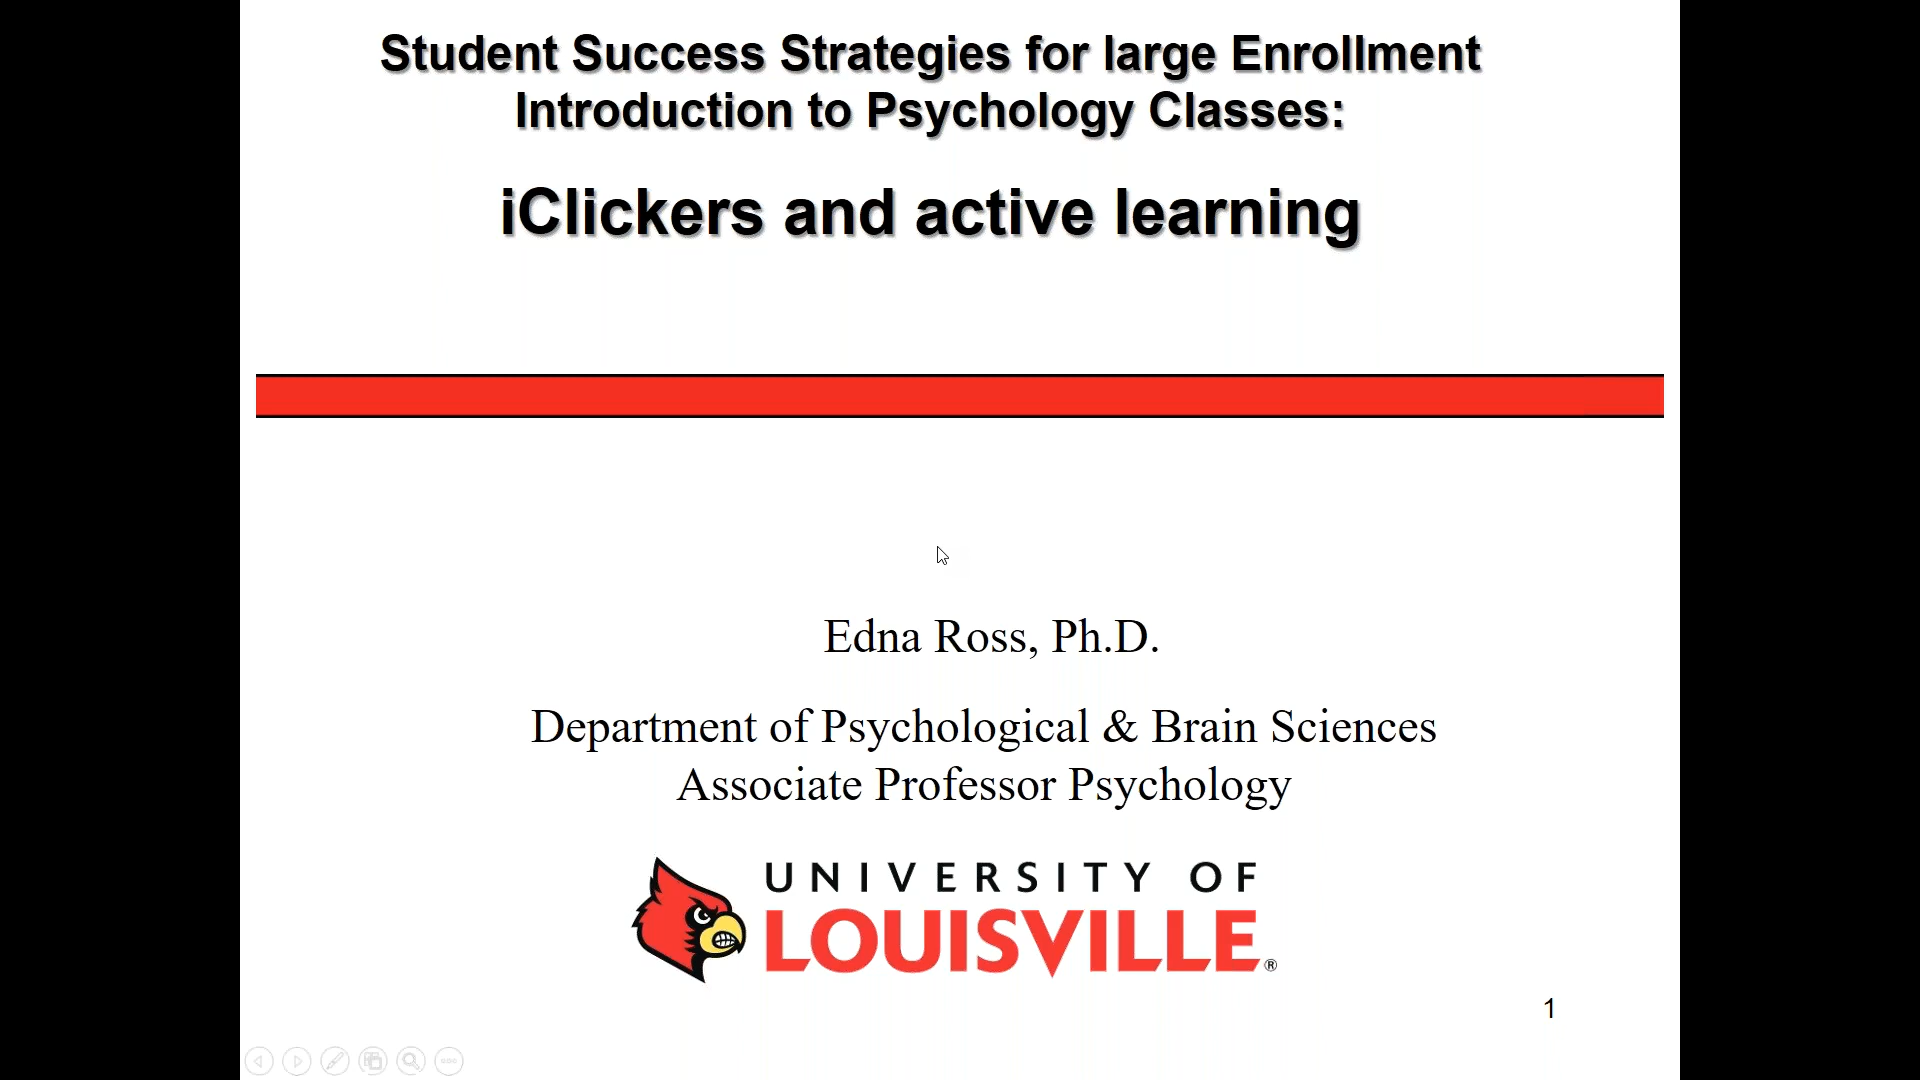 Student Success Strategies for large Enrollment
Introduction to Psychology Classes:
iClickers and active learning
Edna Ross, Ph.D.
Department of Psychological & Brain Sciences
Associate Professor Psychology
UNIVERSITY OF
LOUISVILLE®
1